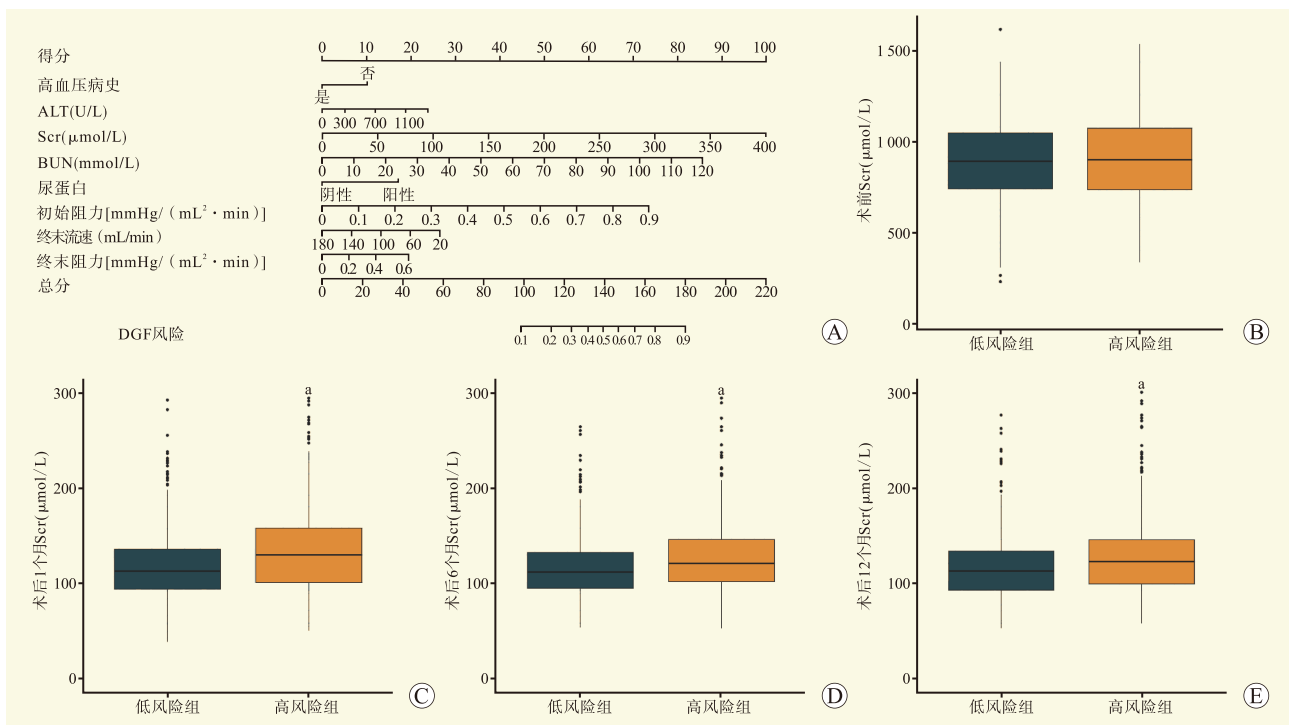 得分 0 10 20 30 40 50 60 70 80 90 100
高血压病史 是 否
ALT(U/L) 0 300 700 1100
Scr(μmol/L) 0 50 100 150 200 250 300 350 400
BUN(mmol/L) 0 10 20 30 40 50 60 70 80 90 100 110 120
尿蛋白 阴性 阳性
初始阻力[mmHg/（mL²·min）] 0 0.1 0.2 0.3 0.4 0.5 0.6 0.7 0.8 0.9
终末流速（mL/min） 180 140 100 60 20
终末阻力[mmHg/（mL²·min）] 0 0.2 0.4 0.6
总分 0 20 40 60 80 100 120 140 160 180 200 220
DGF风险 0.1 0.2 0.3 0.4 0.5 0.6 0.7 0.8 0.9
A
术前Scr(μmol/L)
1 500
1 000
500
0
低风险组 高风险组
B
术后1个月Scr(μmol/L)
300
200
100
0
a
低风险组 高风险组
C
术后6个月Scr(μmol/L)
300
200
100
0
a
低风险组 高风险组
D
术后12个月Scr(μmol/L)
300
200
100
0
a
低风险组 高风险组
E